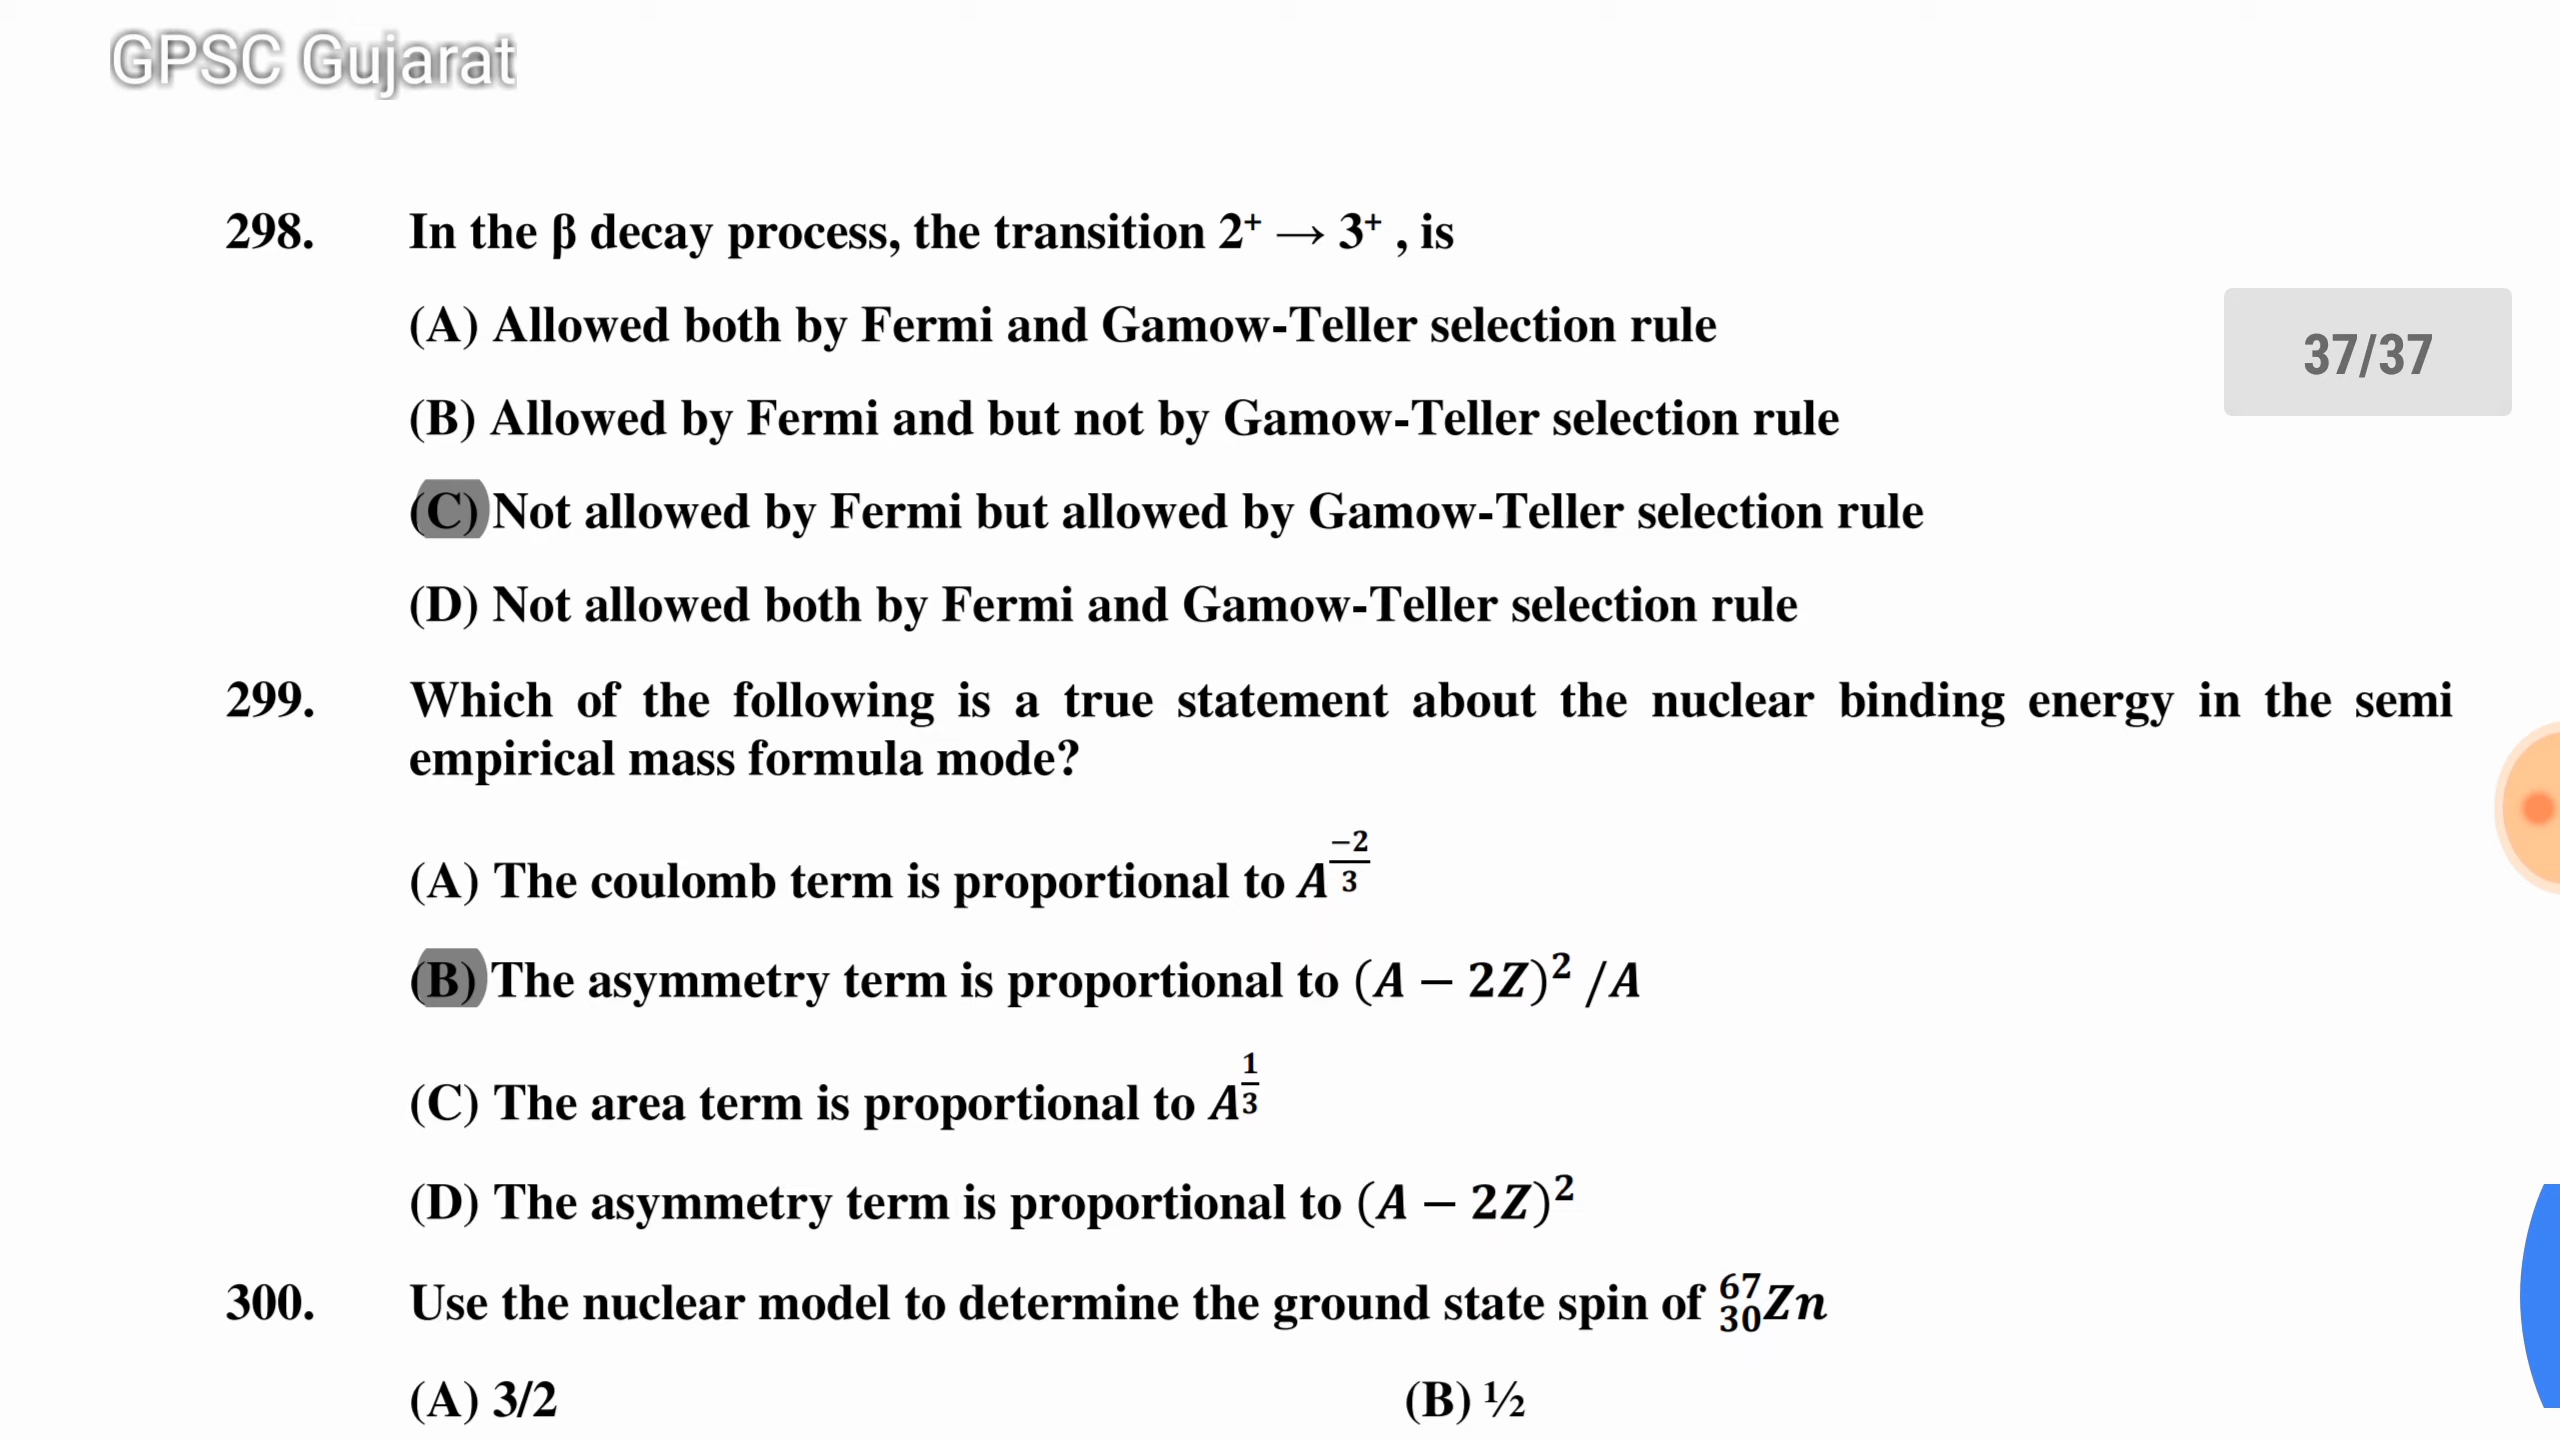 GPSC Gujarat
298. In the β decay process, the transition 2⁺ → 3⁺ , is
(A) Allowed both by Fermi and Gamow-Teller selection rule
37/37
(B) Allowed by Fermi and but not by Gamow-Teller selection rule
(C) Not allowed by Fermi but allowed by Gamow-Teller selection rule
(D) Not allowed both by Fermi and Gamow-Teller selection rule
299. Which of the following is a true statement about the nuclear binding energy in the semi
empirical mass formula mode?
(A) The coulomb term is proportional to A^(-2/3)
(B) The asymmetry term is proportional to (A − 2Z)² /A
(C) The area term is proportional to A^(1/3)
(D) The asymmetry term is proportional to (A − 2Z)²
300. Use the nuclear model to determine the ground state spin of ⁶⁷₃₀Zn
(A) 3/2 (B) ½